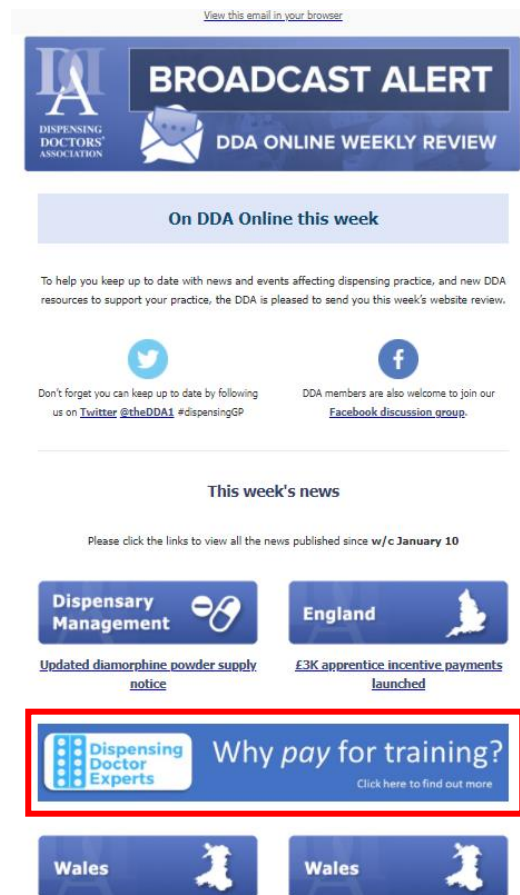 View this email in your browser
DISPENSING
DOCTORS'
ASSOCIATION
BROADCAST ALERT
DDA ONLINE WEEKLY REVIEW
On DDA Online this week
To help you keep up to date with news and events affecting dispensing practice, and new DDA
resources to support your practice, the DDA is pleased to send you this week's website review.
Don't forget you can keep up to date by following
us on Twitter @theDDA1 #dispensingGP
DDA members are also welcome to join our
Facebook discussion group.
This week's news
Please click the links to view all the news published since w/c January 10
Dispensary
Management
Updated diamorphine powder supply
notice
England
£3K apprentice incentive payments
launched
Dispensing
Doctor
Experts
Why pay for training?
Click here to find out more
Wales
Wales